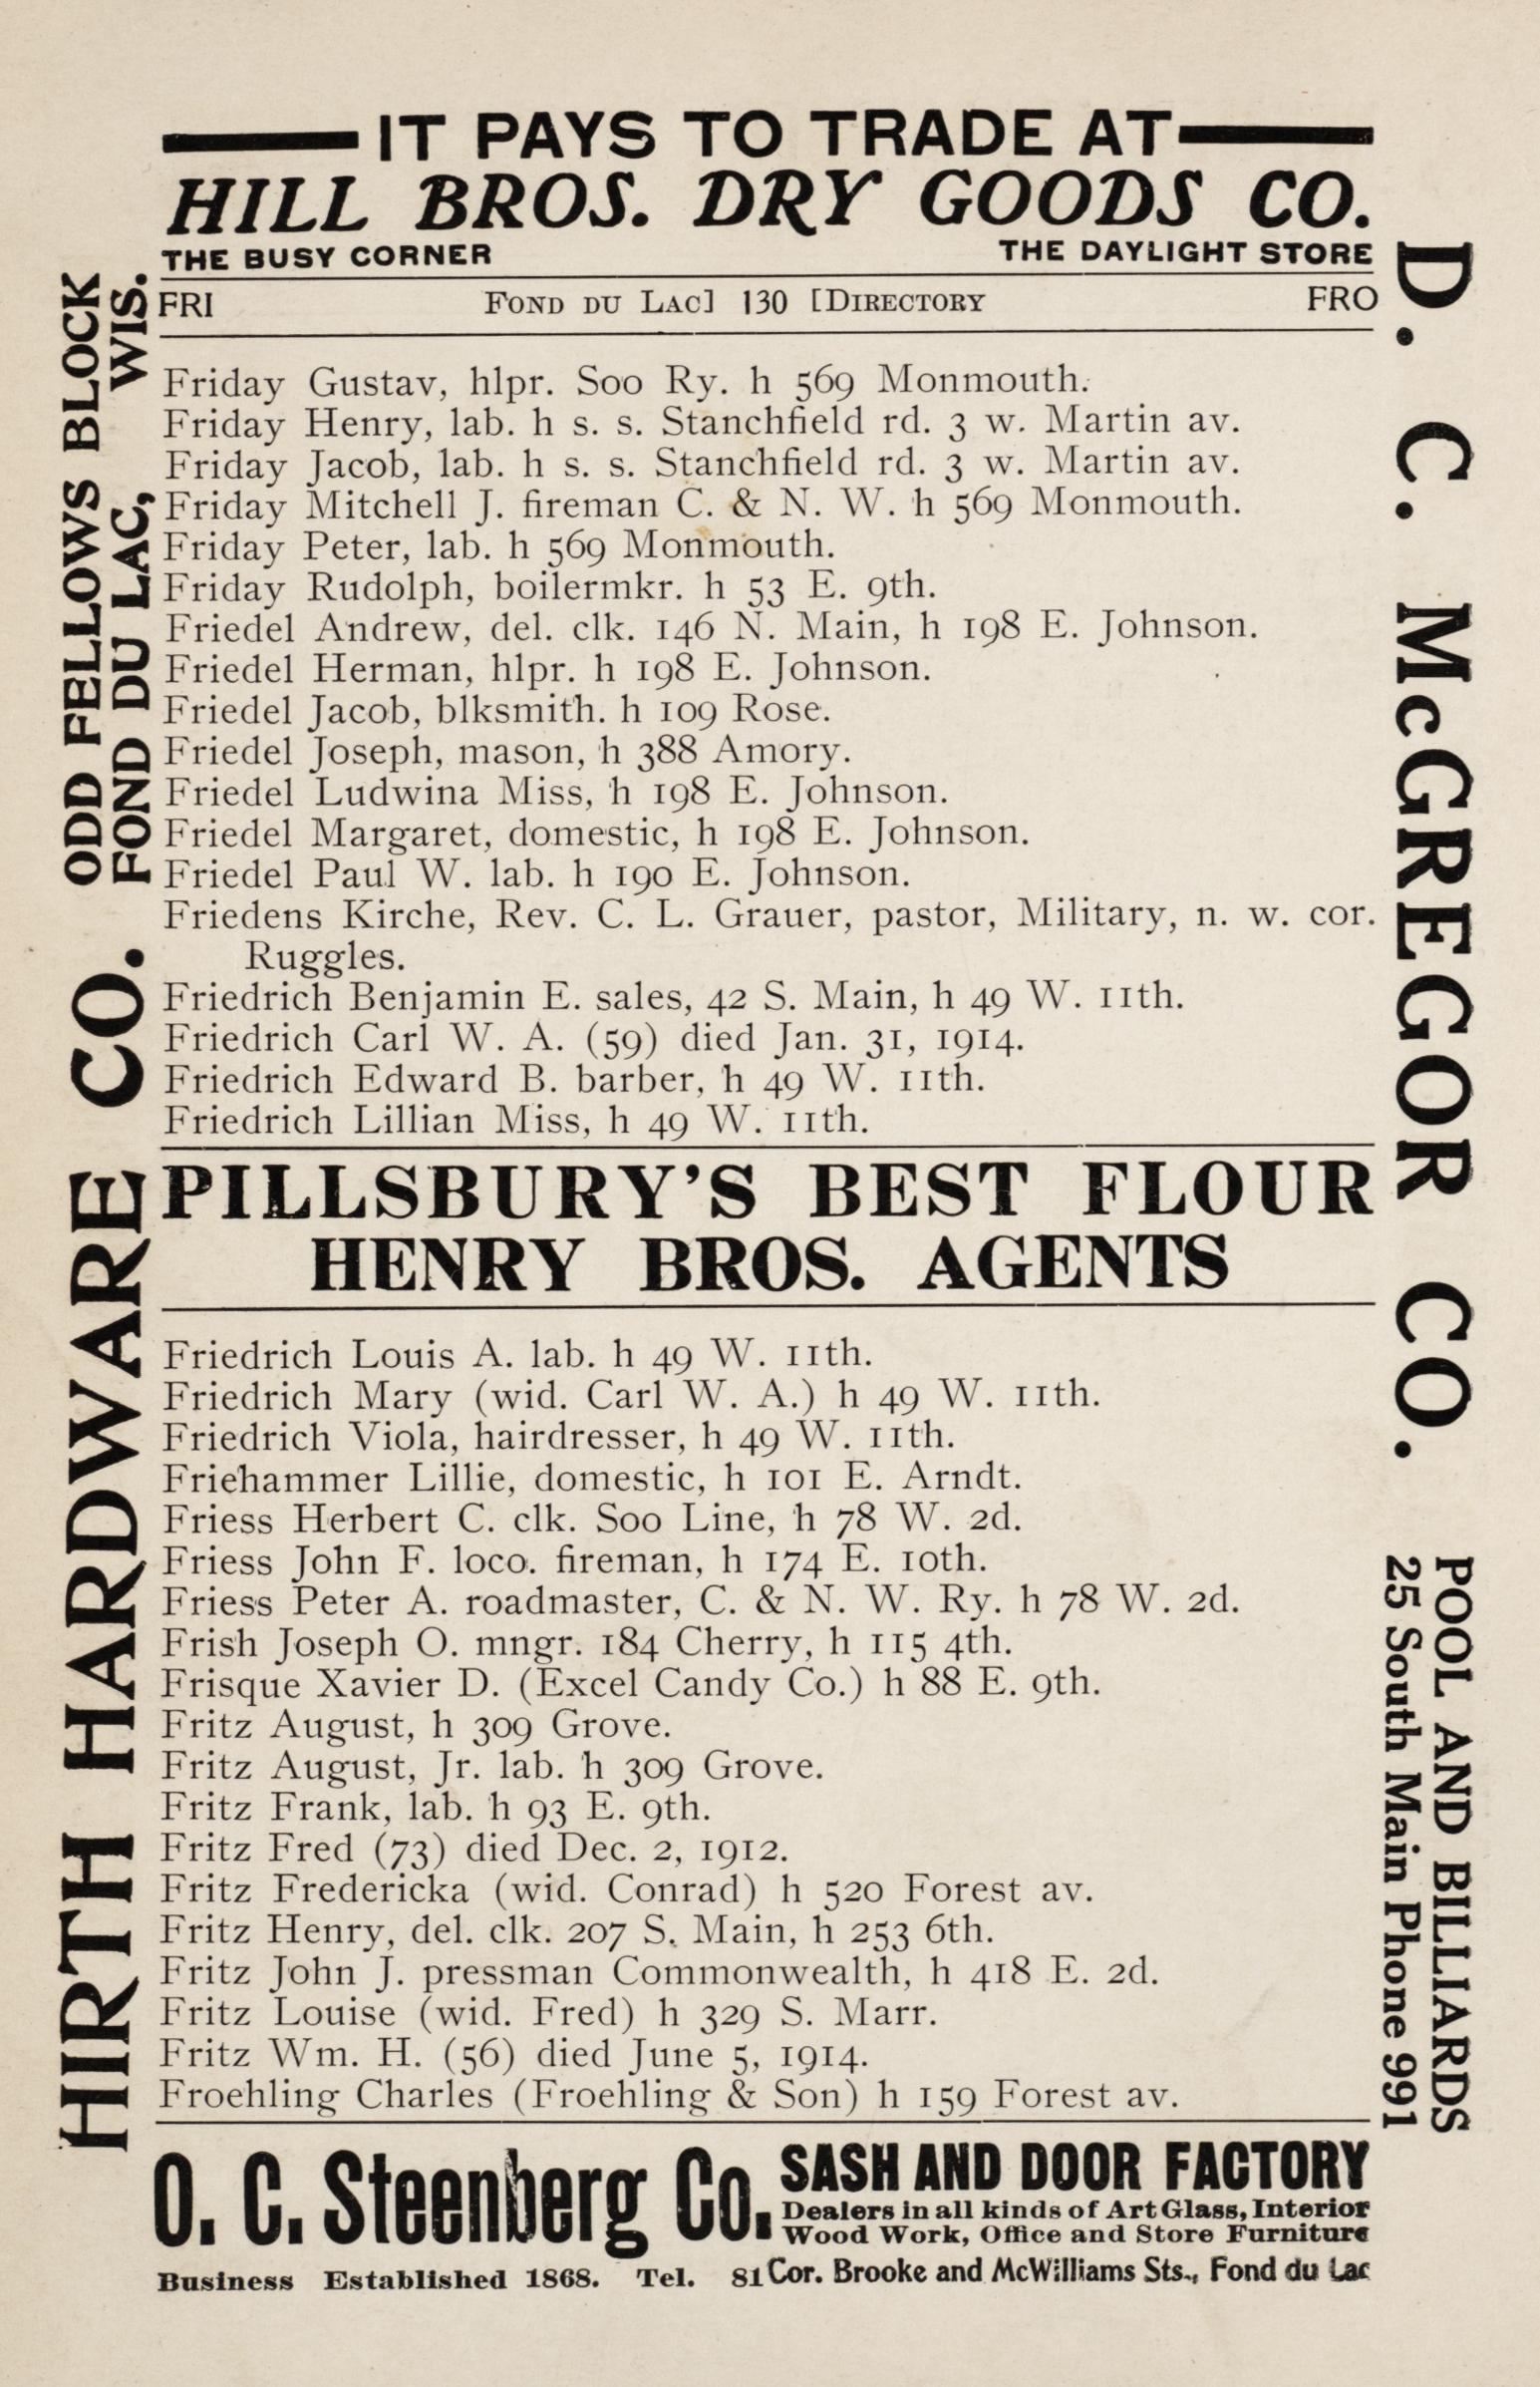 IT PAYS TO TRADE AT
HILL BROS. DRY GOODS CO.
THE BUSY CORNER THE DAYLIGHT STORE
FRI FOND DU LAC] 130 [DIRECTORY FRO
Friday Gustav, hlpr. Soo Ry. h 569 Monmouth.
Friday Henry, lab. h s. s. Stanchfield rd. 3 w. Martin av.
Friday Jacob, lab. h s. s. Stanchfield rd. 3 w. Martin av.
Friday Mitchell J. fireman C. & N. W. h 569 Monmouth.
Friday Peter, lab. h 569 Monmouth.
Friday Rudolph, boilermkr. h 53 E. 9th.
Friedel Andrew, del. clk. 146 N. Main, h 198 E. Johnson.
Friedel Herman, hlpr. h 198 E. Johnson.
Friedel Jacob, blksmith. h 109 Rose.
Friedel Joseph, mason, h 388 Amory.
Friedel Ludwina Miss, h 198 E. Johnson.
Friedel Margaret, domestic, h 198 E. Johnson.
Friedel Paul W. lab. h 190 E. Johnson.
Friedens Kirche, Rev. C. L. Grauer, pastor, Military, n. w. cor.
Ruggles.
Friedrich Benjamin E. sales, 42 S. Main, h 49 W. 11th.
Friedrich Carl W. A. (59) died Jan. 31, 1914.
Friedrich Edward B. barber, h 49 W. 11th.
Friedrich Lillian Miss, h 49 W. 11th.
PILLSBURY'S BEST FLOUR
HENRY BROS. AGENTS
Friedrich Louis A. lab. h 49 W. 11th.
Friedrich Mary (wid. Carl W. A.) h 49 W. 11th.
Friedrich Viola, hairdresser, h 49 W. 11th.
Friehammer Lillie, domestic, h 101 E. Arndt.
Friess Herbert C. clk. Soo Line, h 78 W. 2d.
Friess John F. loco. fireman, h 174 E. 10th.
Friess Peter A. roadmaster, C. & N. W. Ry. h 78 W. 2d.
Frish Joseph O. mngr. 184 Cherry, h 115 4th.
Frisque Xavier D. (Excel Candy Co.) h 88 E. 9th.
Fritz August, h 309 Grove.
Fritz August, Jr. lab. h 309 Grove.
Fritz Frank, lab. h 93 E. 9th.
Fritz Fred (73) died Dec. 2, 1912.
Fritz Fredericka (wid. Conrad) h 520 Forest av.
Fritz Henry, del. clk. 207 S. Main, h 253 6th.
Fritz John J. pressman Commonwealth, h 418 E. 2d.
Fritz Louise (wid. Fred) h 329 S. Marr.
Fritz Wm. H. (56) died June 5, 1914.
Froehling Charles (Froehling & Son) h 159 Forest av.
O. C. Steenberg Co. SASH AND DOOR FACTORY
Dealers in all kinds of Art Glass, Interior
Wood Work, Office and Store Furniture
Business Established 1868. Tel. 81 Cor. Brooke and McWilliams Sts., Fond du Lac
HIRTH HARDWARE CO. ODD FELLOWS BLOCK
FOND DU LAC, WIS.
D. C. McGREGOR CO. POOL AND BILLIARDS
25 South Main Phone 991